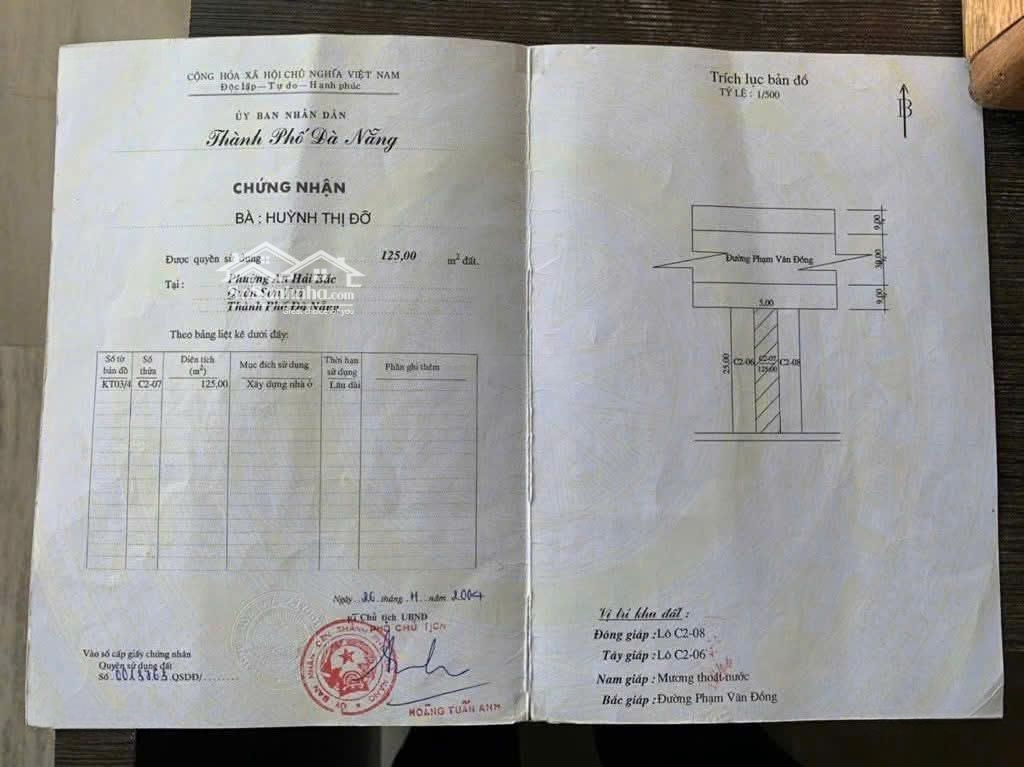 CỘNG HÒA XÃ HỘI CHỦ NGHĨA VIỆT NAM
Độc lập—Tự do—Hạnh phúc
ỦY BAN NHÂN DÂN
Thành Phố Đà Nẵng
CHỨNG NHẬN
BÀ : HUỲNH THỊ ĐỠ
Được quyền sử dụng 125,00 m² đất.
Tại : Phường An Hải Bắc
Quận Sơn
Thành Phố Đà Nẵng
Theo bảng liệt kê dưới đây:
Số tờ bản đồ Số thửa Diện tích (m²) Mục đích sử dụng Thời hạn sử dụng Phần ghi thêm
KT03/4 C2-07 125,00 Xây dựng nhà ở Lâu dài
Ngày 26 tháng 11 năm 2004
Chủ tịch UBND
PHÓ CHỦ TỊCH
Vào sổ cấp giấy chứng nhận
Quyền sử dụng đất
Số QSDĐ/
HOÀNG TUẤN ANH
Trích lục bản đồ
TỶ LỆ : 1/500
B
9,00
Đường Phạm Văn Đồng
30,00
9,00
5,00
25,00
C2-06
125,00
C2-08
Vị trí khu đất :
Đông giáp : Lô C2-08
Tây giáp : Lô C2-06
Nam giáp : Mương thoát nước
Bắc giáp : Đường Phạm Văn Đồng